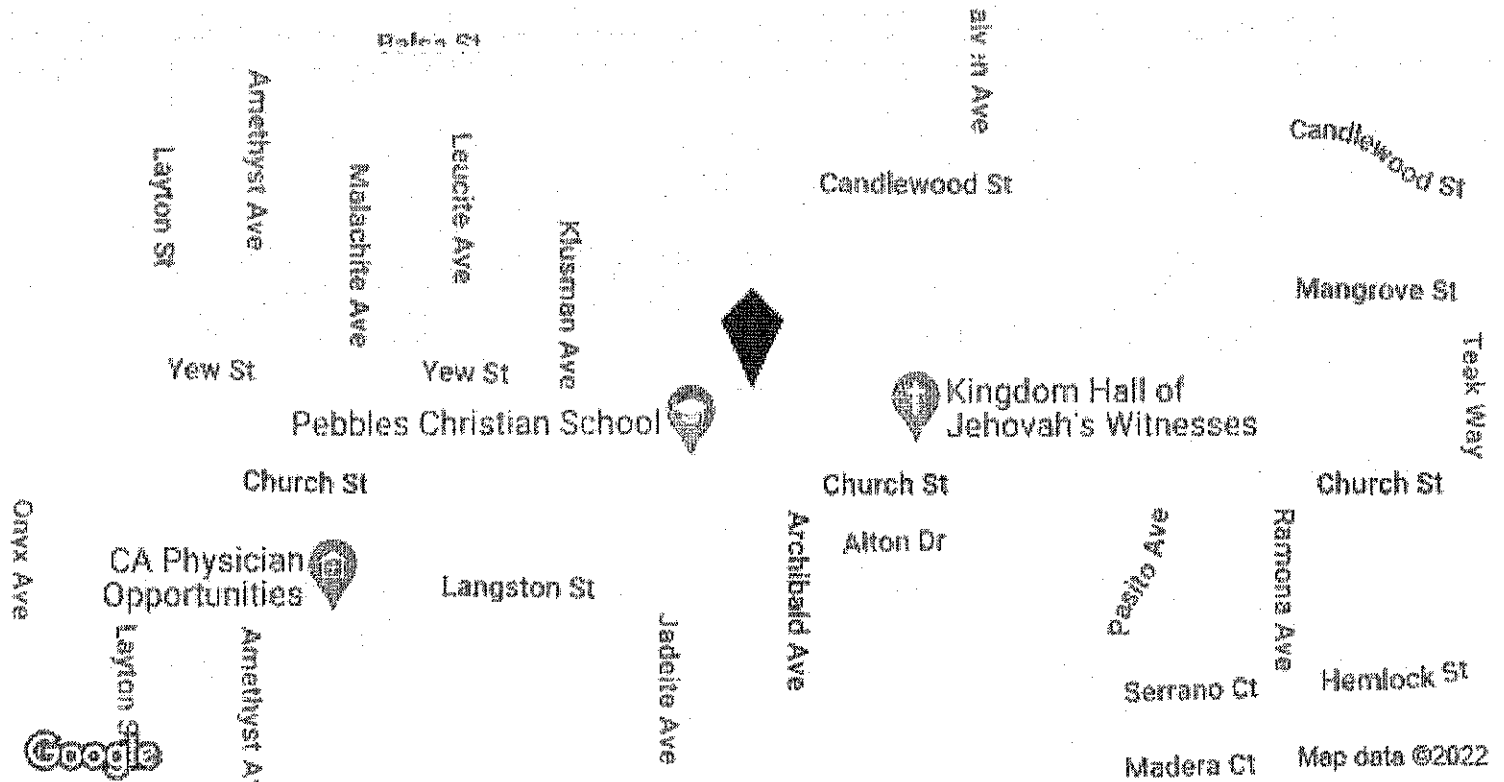 Amethyst Ave
Candlewood St
Layton St
Leucite Ave
Malachite Ave
Candlewood St
Klusman Ave
Mangrove St
Teak Way
Yew St
Yew St
Pebbles Christian School
Kingdom Hall of
Jehovah's Witnesses
Church St
Church St
Church St
Onyx Ave
Archibald Ave
Alton Dr
Pasito Ave
Ramona Ave
CA Physician
Opportunities
Langston St
Jadeite Ave
Layton S
Amethyst A
Serrano Ct
Hemlock St
Google
Madera Ct
Map data ©2022